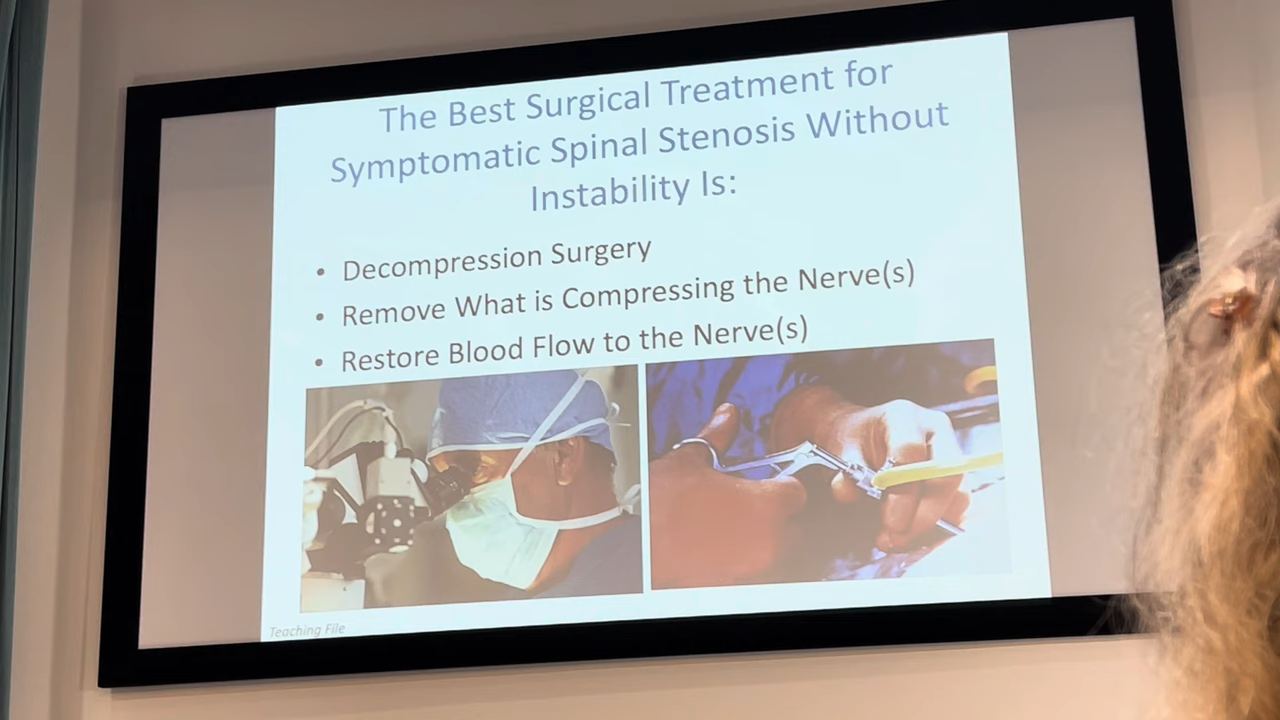 The Best Surgical Treatment for
Symptomatic Spinal Stenosis Without
Instability Is:
• Decompression Surgery
• Remove What is Compressing the Nerve(s)
• Restore Blood Flow to the Nerve(s)
Teaching File